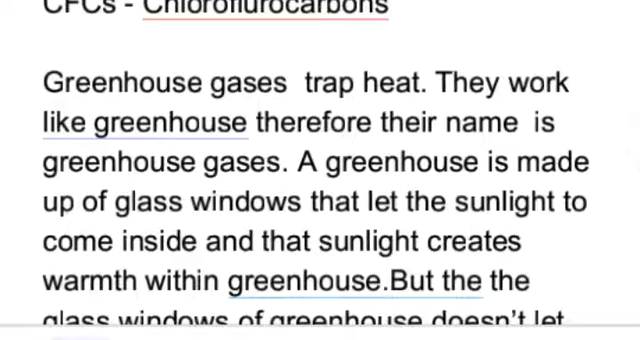 CFCs - Chloroflurocarbons
Greenhouse gases  trap heat. They work
like greenhouse therefore their name  is
greenhouse gases. A greenhouse is made
up of glass windows that let the sunlight to
come inside and that sunlight creates
warmth within greenhouse.But the the
glass windows of greenhouse doesn't let